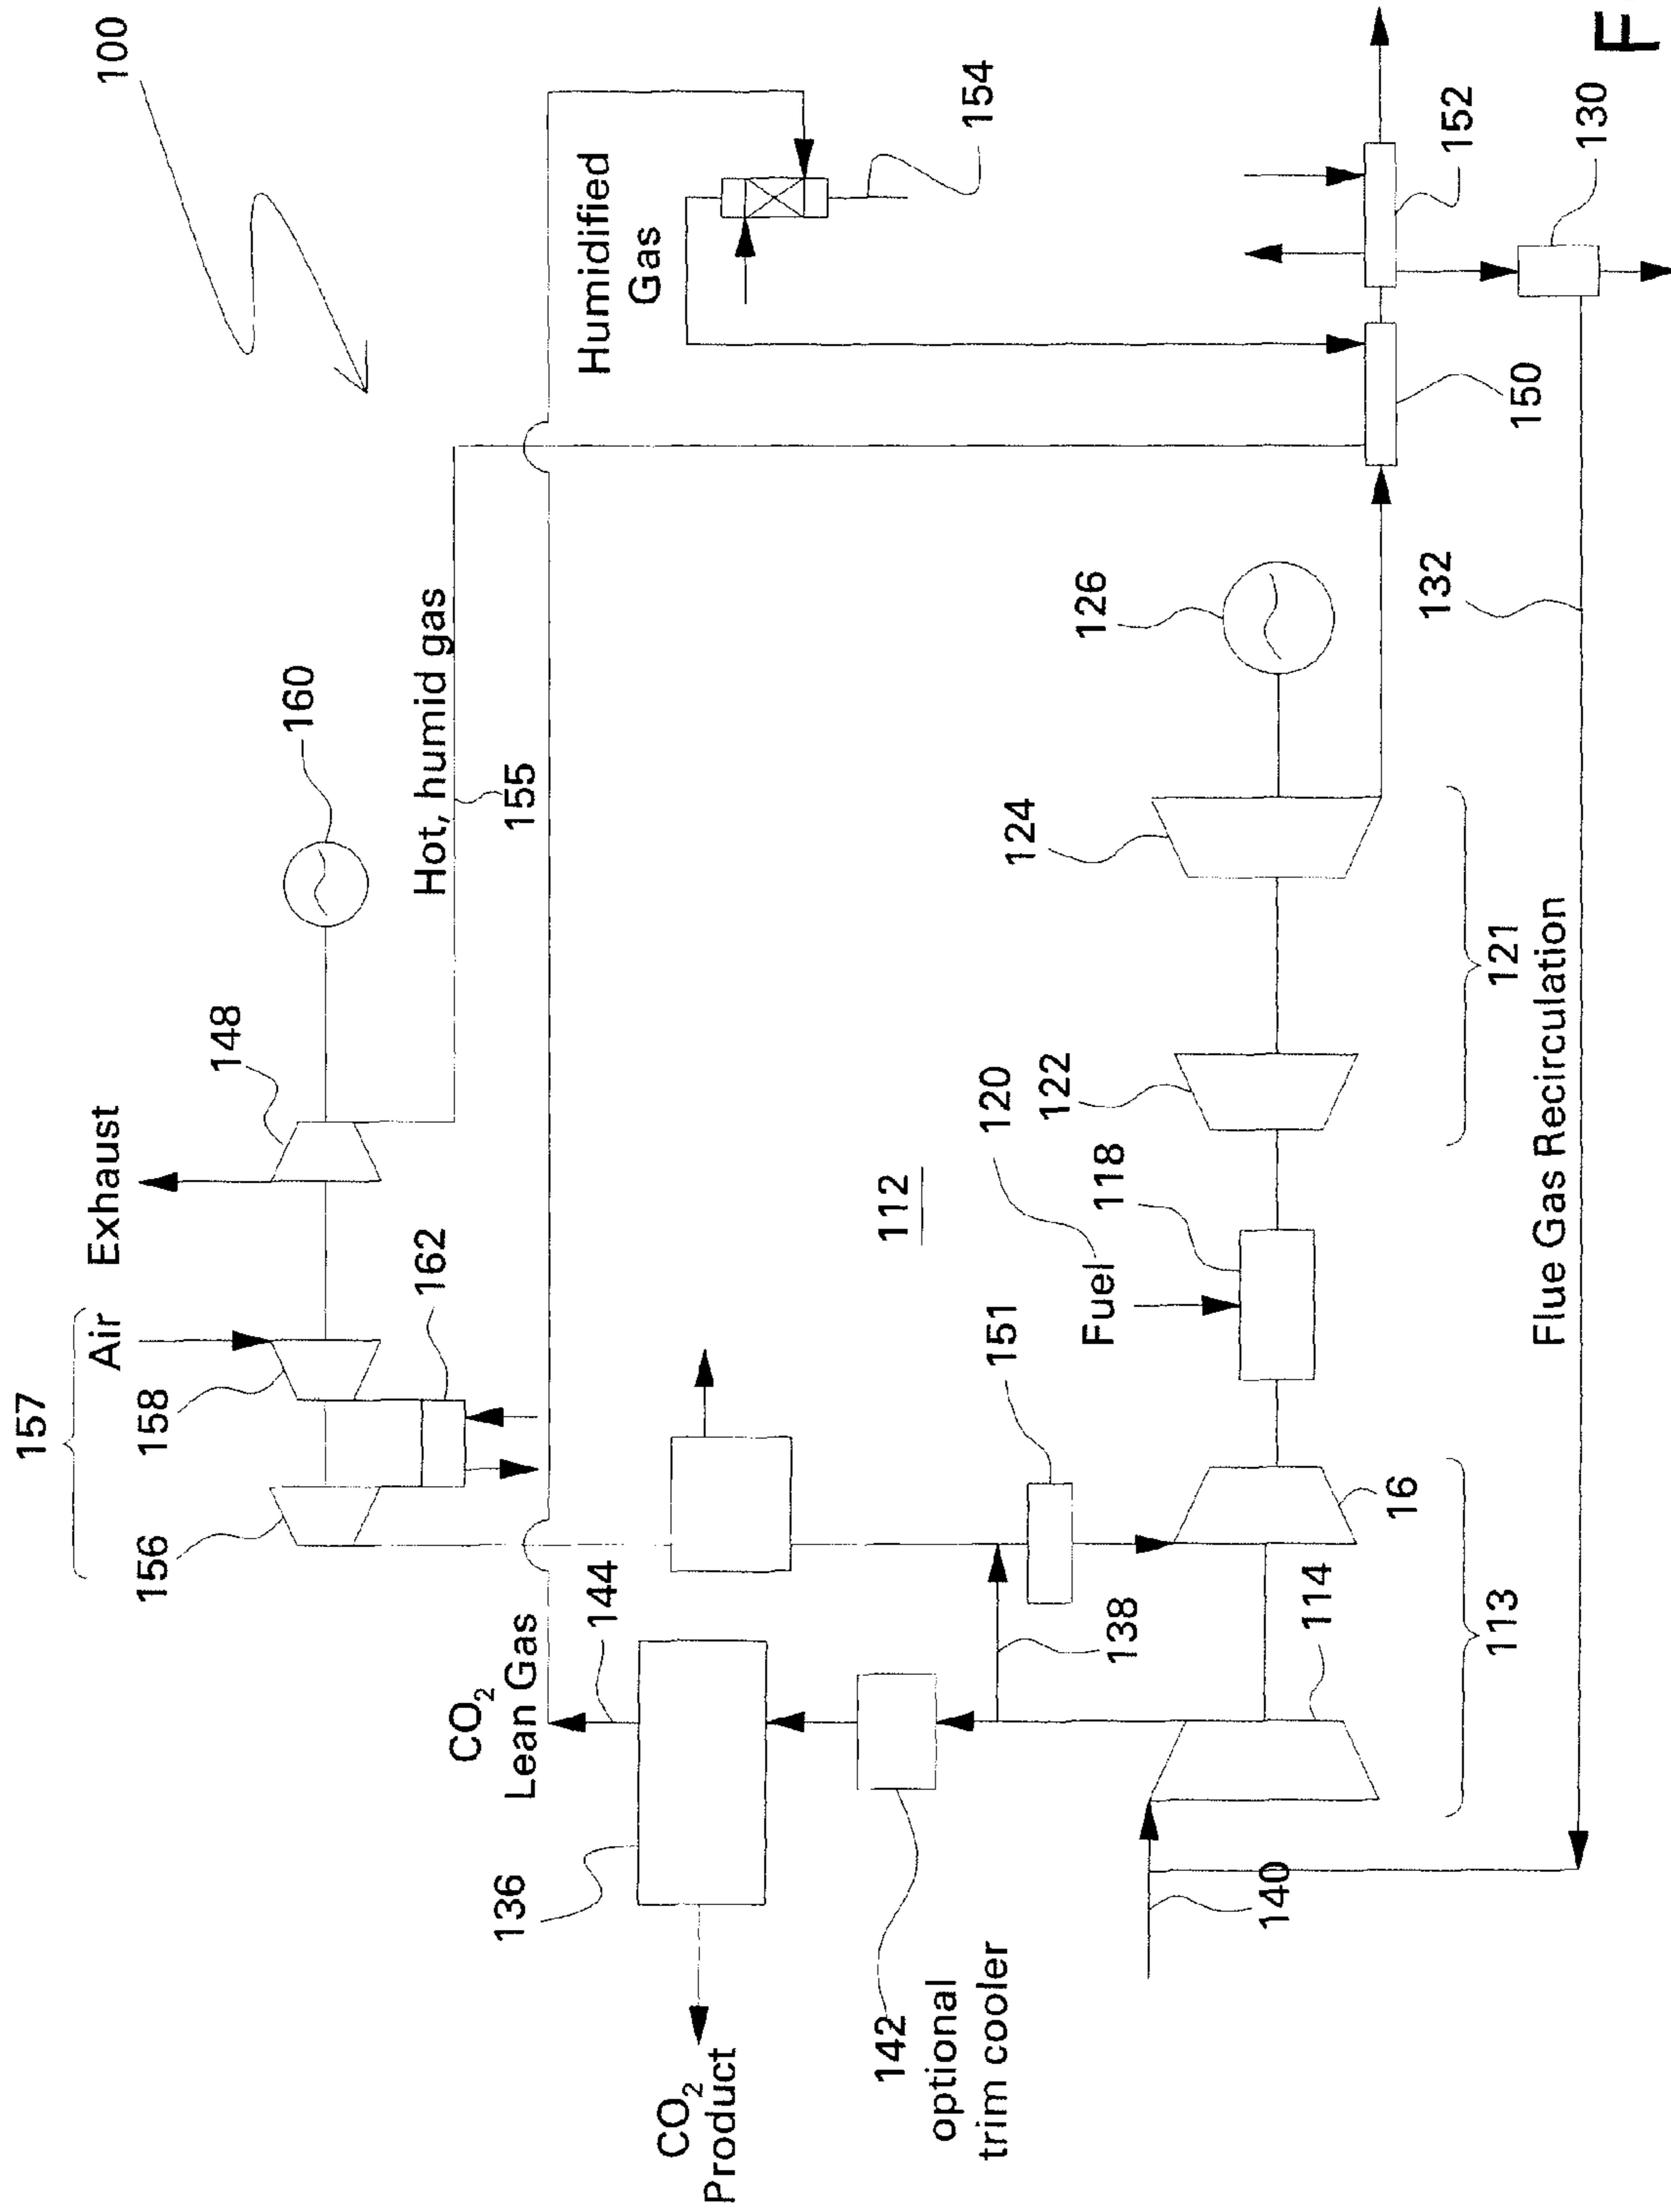 100
157
Air
Exhaust
158
156
162
148
160
Hot, humid gas
155
CO2
Lean Gas
144
Humidified
Gas
154
136
CO2
Product
142
optional
trim cooler
138
151
112
Fuel
120
118
122
124
126
16
114
113
121
140
150
152
130
132
Flue Gas Recirculation
F